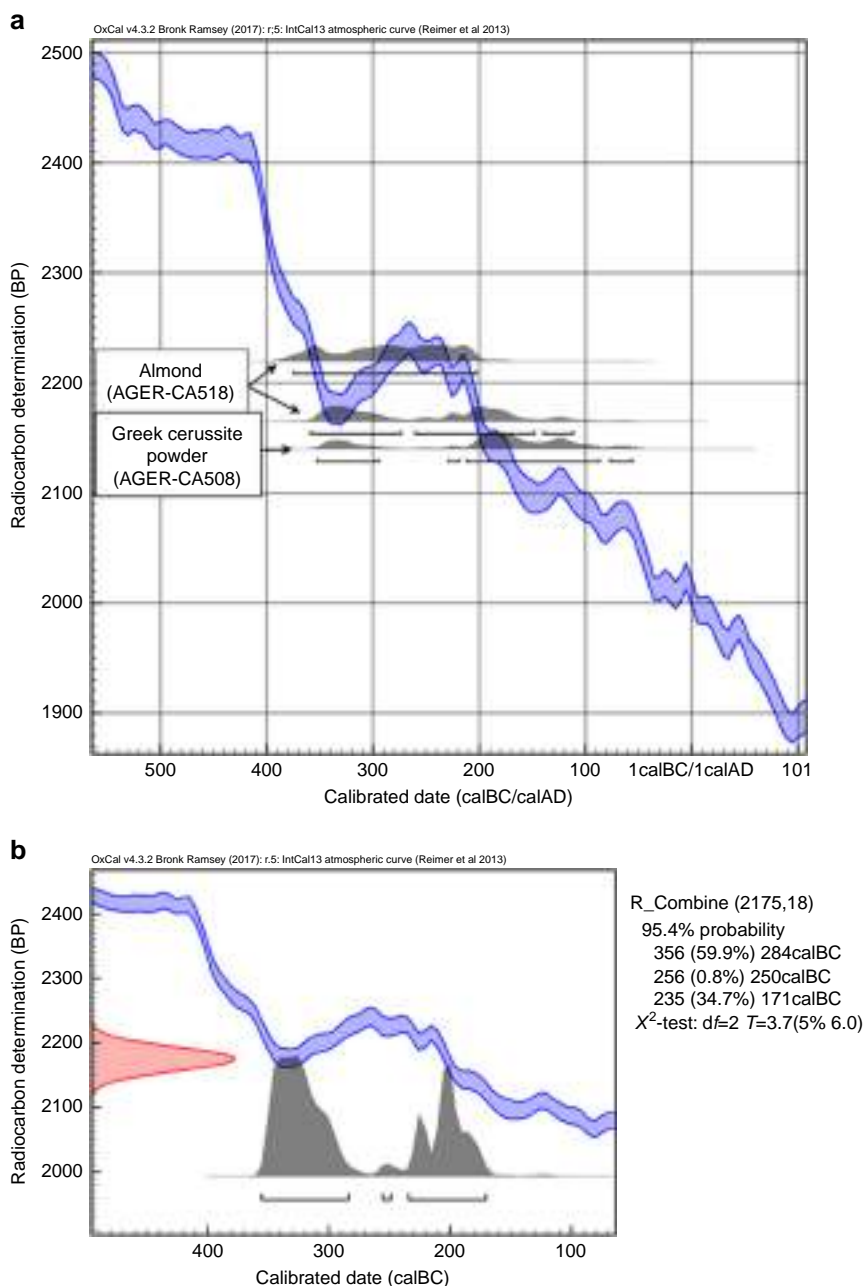 a
OxCal v4.3.2 Bronk Ramsey (2017): r;5: IntCal13 atmospheric curve (Reimer et al 2013)
2500
2400
2300
2200
2100
2000
1900
Radiocarbon determination (BP)
Almond
(AGER-CA518)
Greek cerussite
powder
(AGER-CA508)
500 400 300 200 100 1calBC/1calAD 101
Calibrated date (calBC/calAD)
b
OxCal v4.3.2 Bronk Ramsey (2017): r.5: IntCal13 atmospheric curve (Reimer et al 2013)
2400
2300
2200
2100
2000
Radiocarbon determination (BP)
400 300 200 100
Calibrated date (calBC)
R_Combine (2175,18)
95.4% probability
356 (59.9%) 284calBC
256 (0.8%) 250calBC
235 (34.7%) 171calBC
X²-test: df=2 T=3.7(5% 6.0)